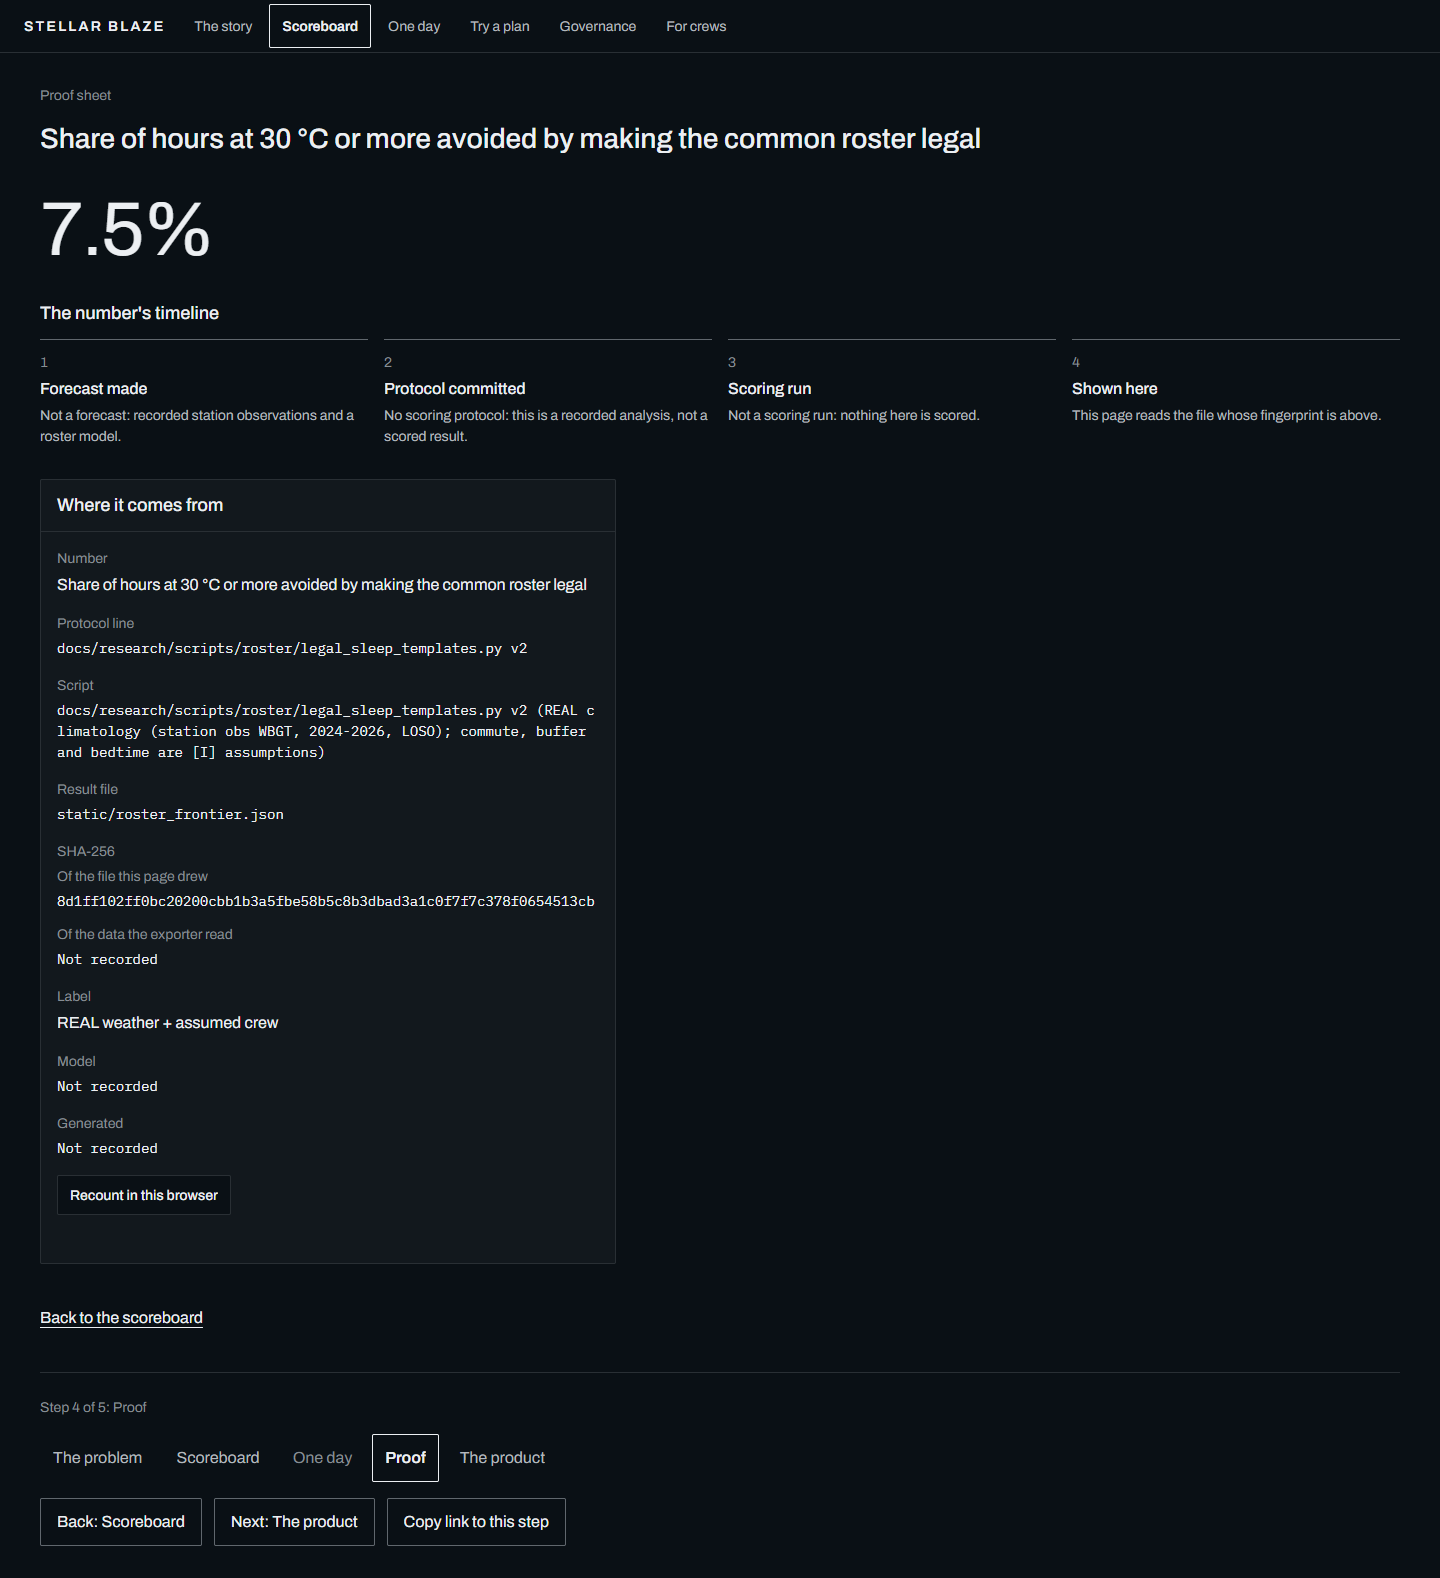 STELLAR BLAZE The story Scoreboard One day Try a plan Governance For crews
Proof sheet
Share of hours at 30 °C or more avoided by making the common roster legal
7.5%
The number's timeline
1
Forecast made
Not a forecast: recorded station observations and a
roster model.
2
Protocol committed
No scoring protocol: this is a recorded analysis, not a
scored result.
3
Scoring run
Not a scoring run: nothing here is scored.
4
Shown here
This page reads the file whose fingerprint is above.
Where it comes from
Number
Share of hours at 30 °C or more avoided by making the common roster legal
Protocol line
docs/research/scripts/roster/legal_sleep_templates.py v2
Script
docs/research/scripts/roster/legal_sleep_templates.py v2 (REAL c
limatology (station obs WBGT, 2024-2026, LOSO); commute, buffer
and bedtime are [I] assumptions)
Result file
static/roster_frontier.json
SHA-256
Of the file this page drew
8d1ff102ff0bc20200cbb1b3a5fbe58b5c8b3dbad3a1c0f7f7c378f0654513cb
Of the data the exporter read
Not recorded
Label
REAL weather + assumed crew
Model
Not recorded
Generated
Not recorded
Recount in this browser
Back to the scoreboard
Step 4 of 5: Proof
The problem Scoreboard One day Proof The product
Back: Scoreboard Next: The product Copy link to this step